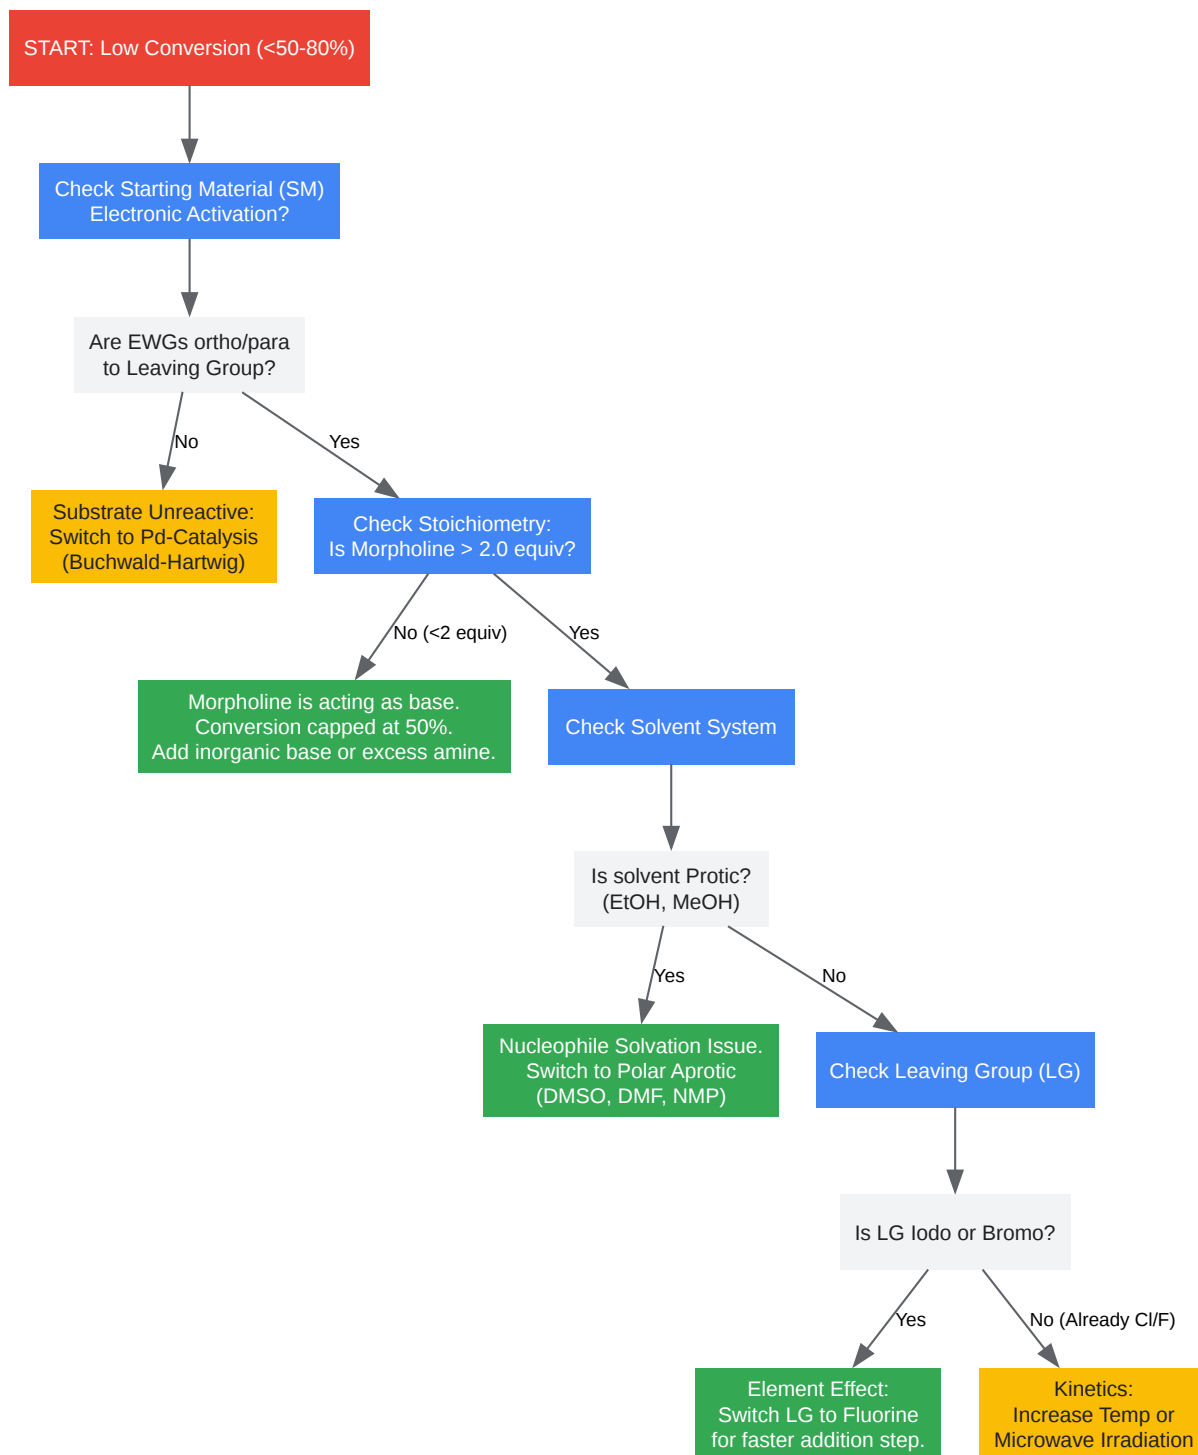 START: Low Conversion (<50-80%)
Check Starting Material (SM)
Electronic Activation?
Are EWGs ortho/para
to Leaving Group?
No
Yes
Substrate Unreactive:
Switch to Pd-Catalysis
(Buchwald-Hartwig)
Check Stoichiometry:
Is Morpholine > 2.0 equiv?
No (<2 equiv)
Yes
Morpholine is acting as base.
Conversion capped at 50%.
Add inorganic base or excess amine.
Check Solvent System
Is solvent Protic?
(EtOH, MeOH)
Yes
No
Nucleophile Solvation Issue.
Switch to Polar Aprotic
(DMSO, DMF, NMP)
Check Leaving Group (LG)
Is LG Iodo or Bromo?
Yes
No (Already Cl/F)
Element Effect:
Switch LG to Fluorine
for faster addition step.
Kinetics:
Increase Temp or
Microwave Irradiation